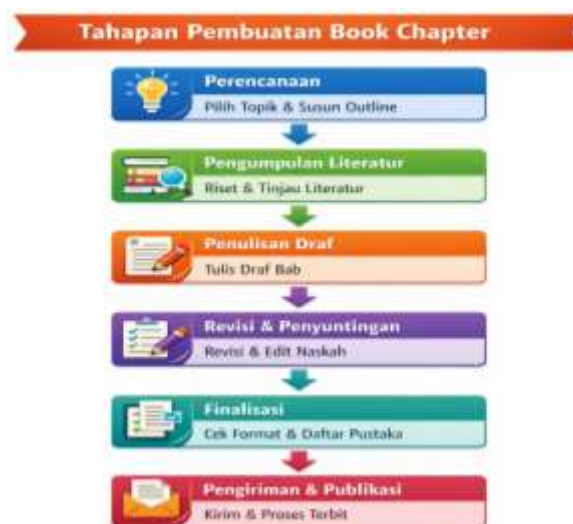 Tahapan Pembuatan Book Chapter
Perencanaan
Pilih Topik & Susun Outline
Pengumpulan Literatur
Riset & Tinjau Literatur
Penulisan Draf
Tulis Draf Bab
Revisi & Penyuntingan
Revisi & Edit Naskah
Finalisasi
Cek Format & Daftar Pustaka
Pengiriman & Publikasi
Kirim & Proses Terbit